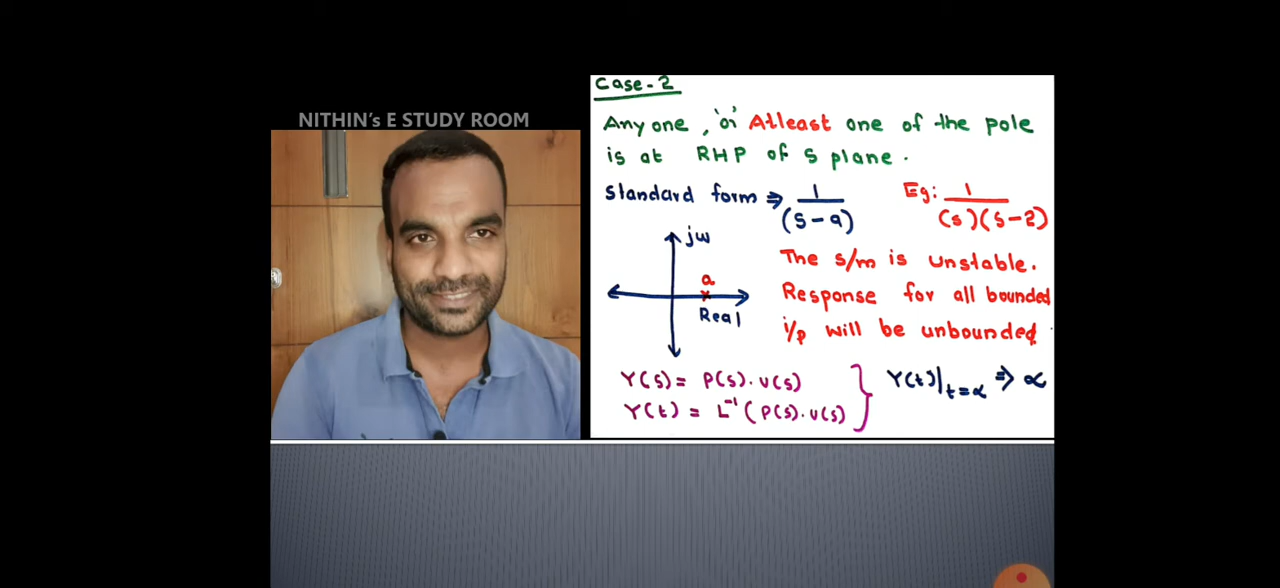 NITHIN's E STUDY ROOM
Case-2
Any one, 'or' Atleast one of the pole
is at RHP of S plane.
Standard form ⇒ 1/(S-a) Eg: 1/(s)(s-2)
jω
a
Real
The s/m is unstable.
Response for all bounded
i/p will be unbounded
Y(s) = P(s).U(s)
Y(t) = L⁻¹(P(s).U(s)) } Y(t)|t=∝ ⇒ ∝